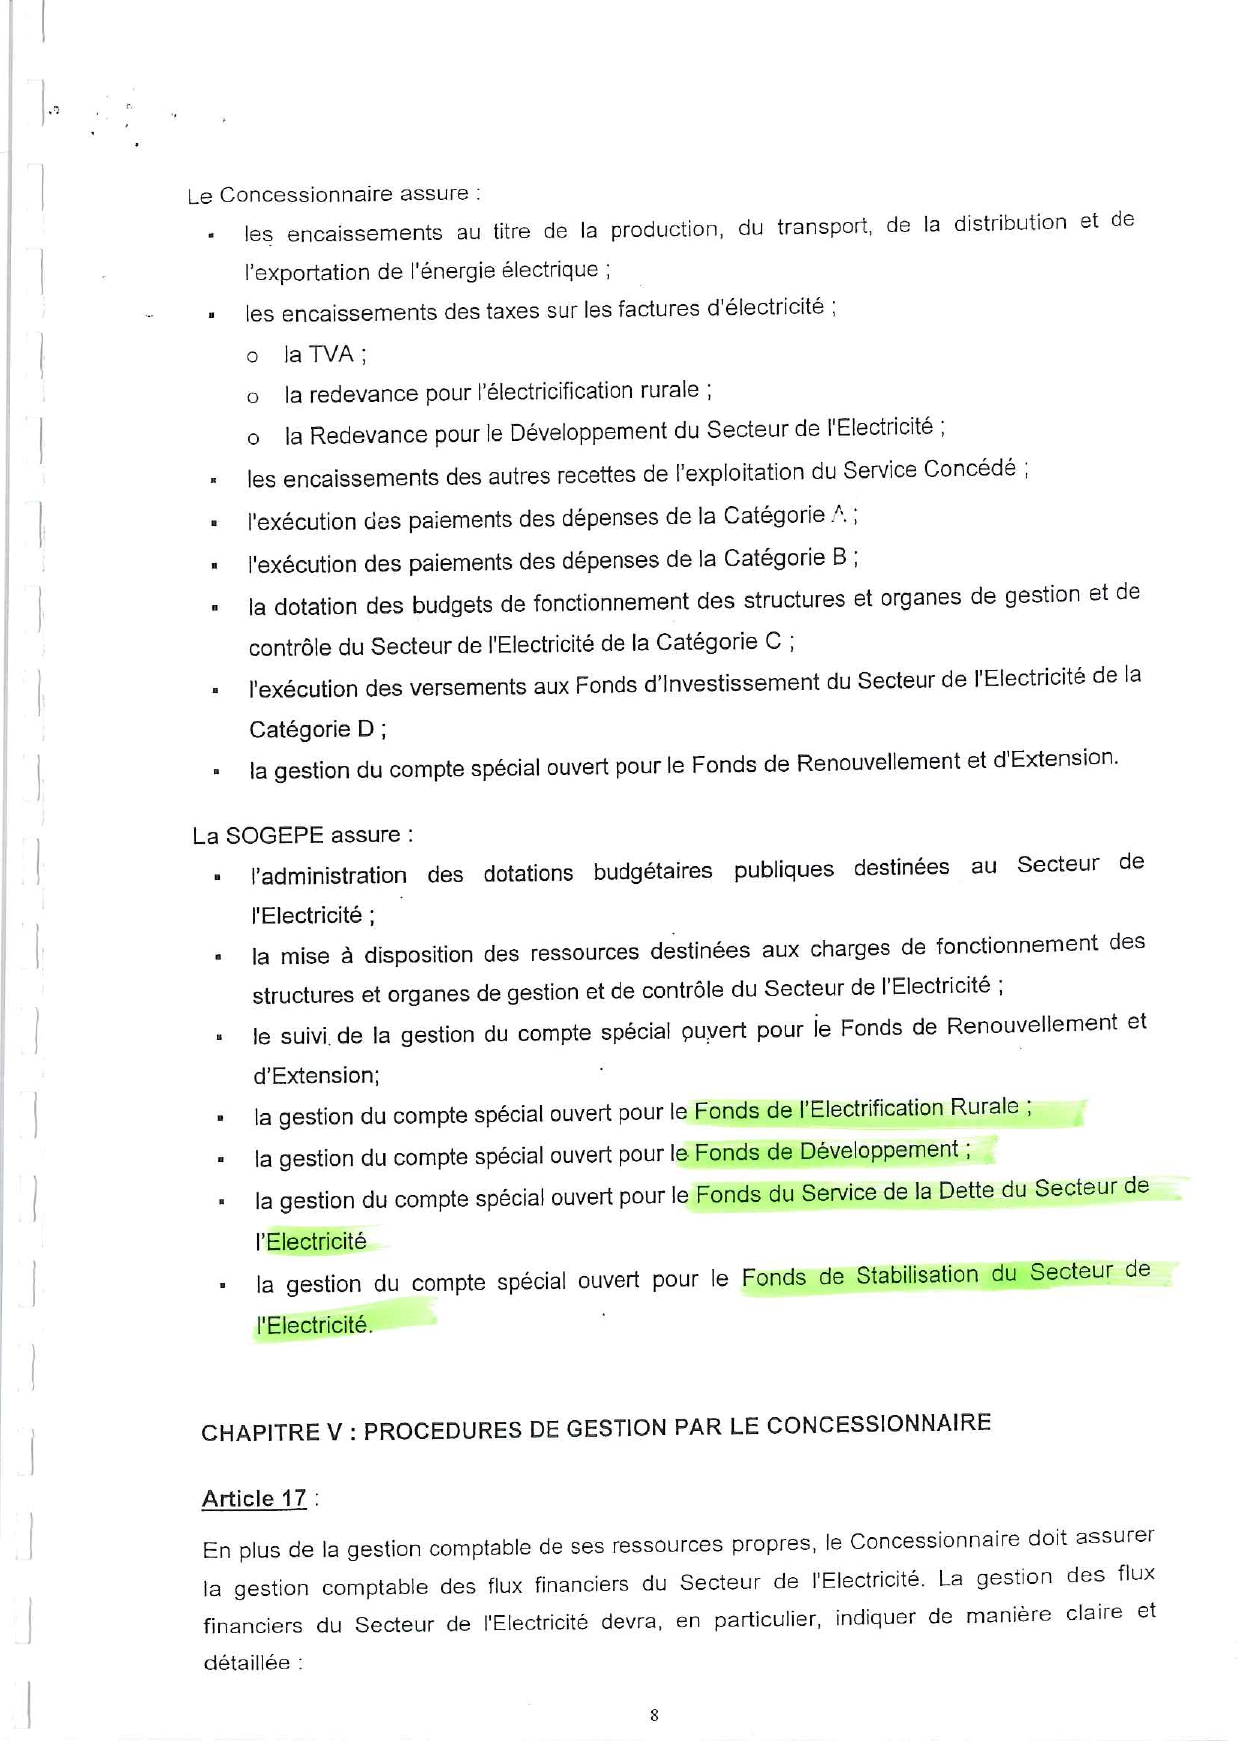 Le Concessionnaire assure :
▪ les encaissements au titre de la production, du transport, de la distribution et de
l'exportation de l'énergie électrique ;
▪ les encaissements des taxes sur les factures d'électricité ;
o la TVA ;
o la redevance pour l'électricification rurale ;
o la Redevance pour le Développement du Secteur de l'Electricité ;
▪ les encaissements des autres recettes de l'exploitation du Service Concédé ;
▪ l'exécution des paiements des dépenses de la Catégorie A ;
▪ l'exécution des paiements des dépenses de la Catégorie B ;
▪ la dotation des budgets de fonctionnement des structures et organes de gestion et de
contrôle du Secteur de l'Electricité de la Catégorie C ;
▪ l'exécution des versements aux Fonds d'Investissement du Secteur de l'Electricité de la
Catégorie D ;
▪ la gestion du compte spécial ouvert pour le Fonds de Renouvellement et d'Extension.
La SOGEPE assure :
▪ l'administration des dotations budgétaires publiques destinées au Secteur de
l'Electricité ;
▪ la mise à disposition des ressources destinées aux charges de fonctionnement des
structures et organes de gestion et de contrôle du Secteur de l'Electricité ;
▪ le suivi de la gestion du compte spécial ouvert pour le Fonds de Renouvellement et
d'Extension;
▪ la gestion du compte spécial ouvert pour le Fonds de l'Electrification Rurale ;
▪ la gestion du compte spécial ouvert pour le Fonds de Développement ;
▪ la gestion du compte spécial ouvert pour le Fonds du Service de la Dette du Secteur de
l'Electricité
▪ la gestion du compte spécial ouvert pour le Fonds de Stabilisation du Secteur de
l'Electricité.
CHAPITRE V : PROCEDURES DE GESTION PAR LE CONCESSIONNAIRE
Article 17 :
En plus de la gestion comptable de ses ressources propres, le Concessionnaire doit assurer
la gestion comptable des flux financiers du Secteur de l'Electricité. La gestion des flux
financiers du Secteur de l'Electricité devra, en particulier, indiquer de manière claire et
détaillée :
8